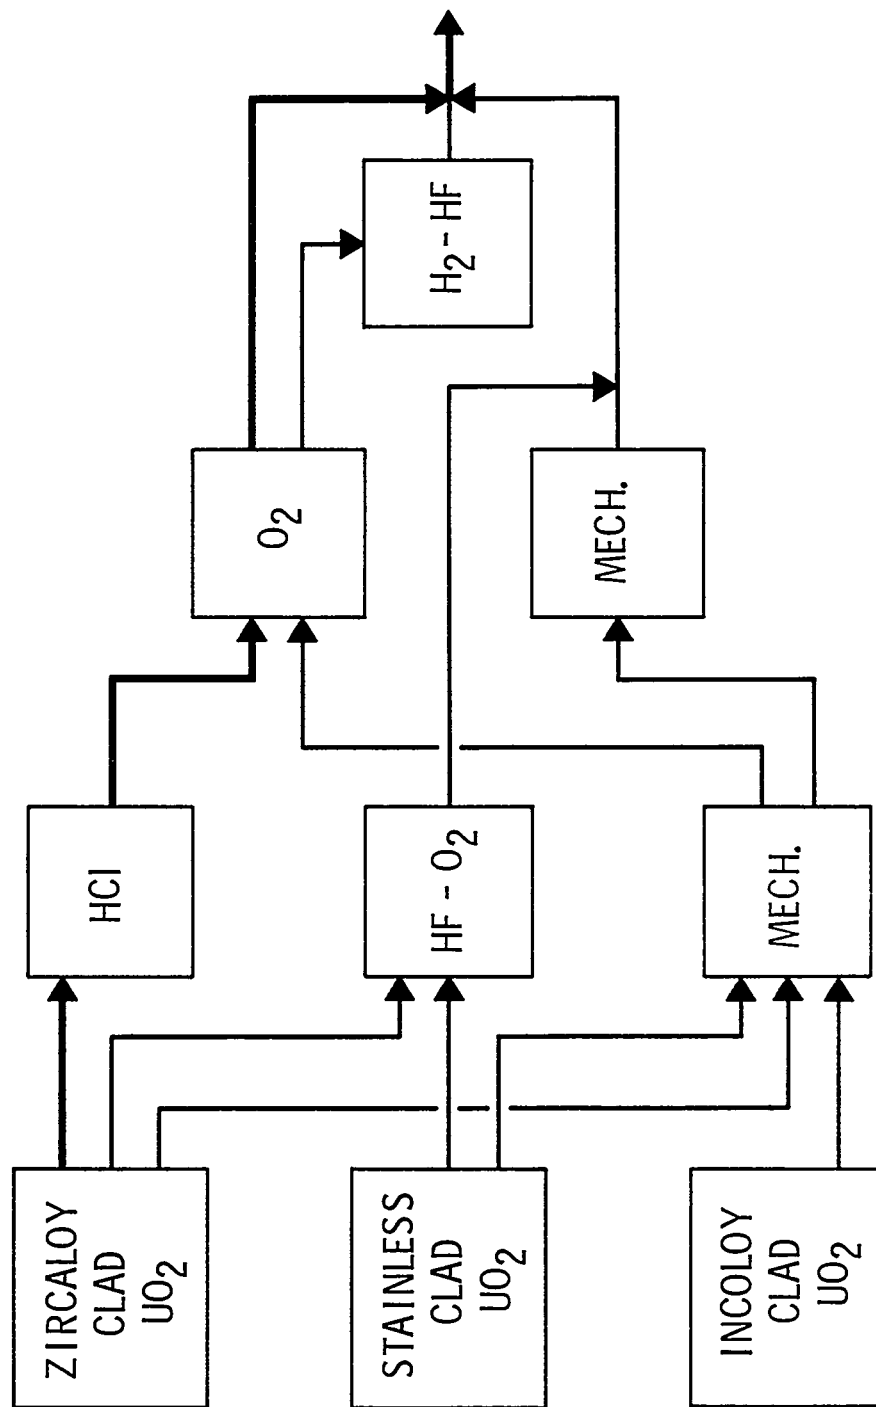 ZIRCALOY
CLAD
UO2
STAINLESS
CLAD
UO2
INCOLOY
CLAD
UO2
HCl
HF - O2
MECH.
O2
MECH.
H2 - HF